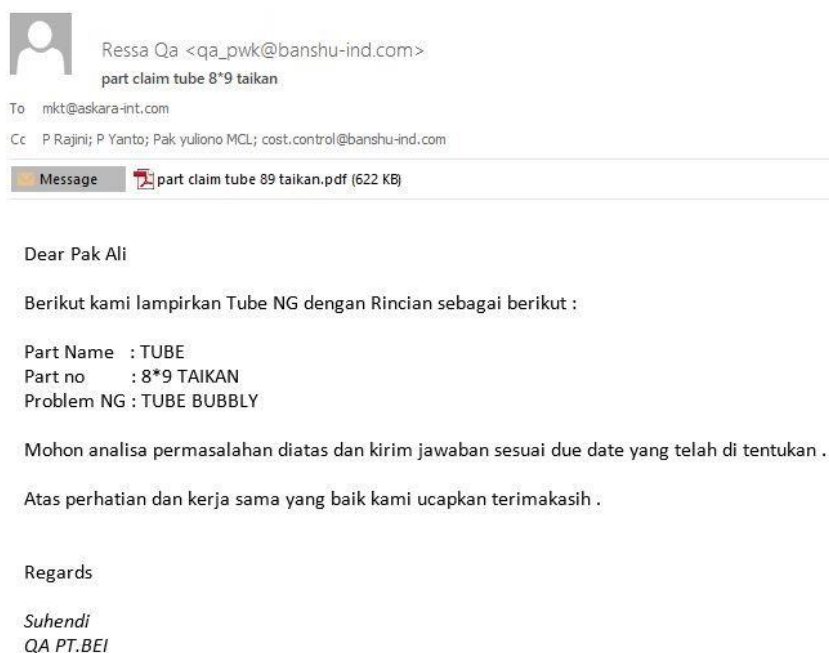 Ressa Qa <qa_pwk@banshu-ind.com>
part claim tube 8*9 taikan
To mkt@askara-int.com
Cc P Rajini; P Yanto; Pak yuliono MCL; cost.control@banshu-ind.com
Message part claim tube 89 taikan.pdf (622 KB)
Dear Pak Ali
Berikut kami lampirkan Tube NG dengan Rincian sebagai berikut :
Part Name : TUBE
Part no : 8*9 TAIKAN
Problem NG : TUBE BUBBLY
Mohon analisa permasalahan diatas dan kirim jawaban sesuai due date yang telah di tentukan .
Atas perhatian dan kerja sama yang baik kami ucapkan terimakasih .
Regards
Suhendi
QA PT.BEI